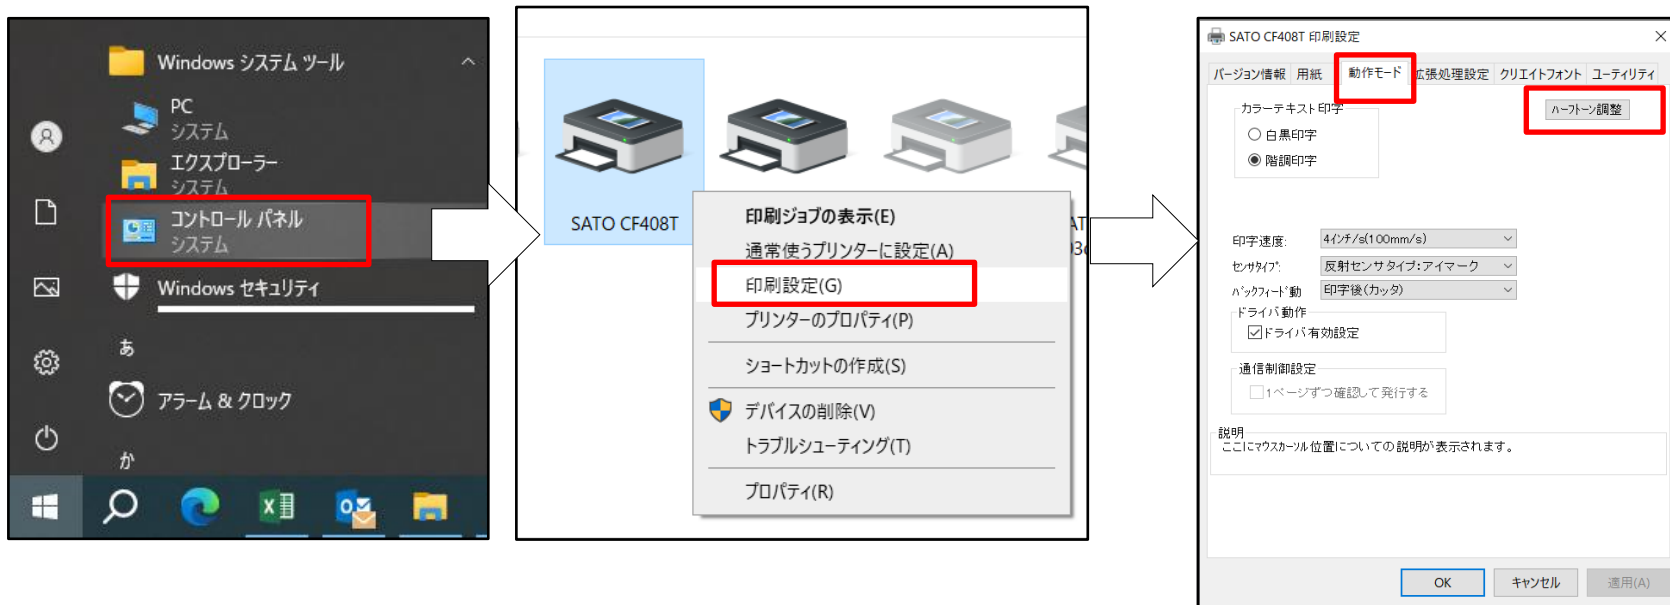 Windows システム ツール
PC
システム
エクスプローラー
システム
コントロール パネル
システム
Windows セキュリティ
あ
アラーム & クロック
か
SATO CF408T
印刷ジョブの表示(E)
通常使うプリンターに設定(A)
印刷設定(G)
プリンターのプロパティ(P)
ショートカットの作成(S)
デバイスの削除(V)
トラブルシューティング(T)
プロパティ(R)
SATO CF408T 印刷設定
バージョン情報 用紙 動作モード 拡張処理設定 クリエイトフォント ユーティリティ
カラーテキスト印字
ハーフトーン調整
白黒印字
階調印字
印字速度: 4インチ/s(100mm/s)
センサタイプ: 反射センサタイプ:アイマーク
バックフィード動 印字後(カッタ)
ドライバ動作
ドライバ有効設定
通信制御設定
1ページずつ確認して発行する
説明
ここにマウスカーソル位置についての説明が表示されます。
OK キャンセル 適用(A)